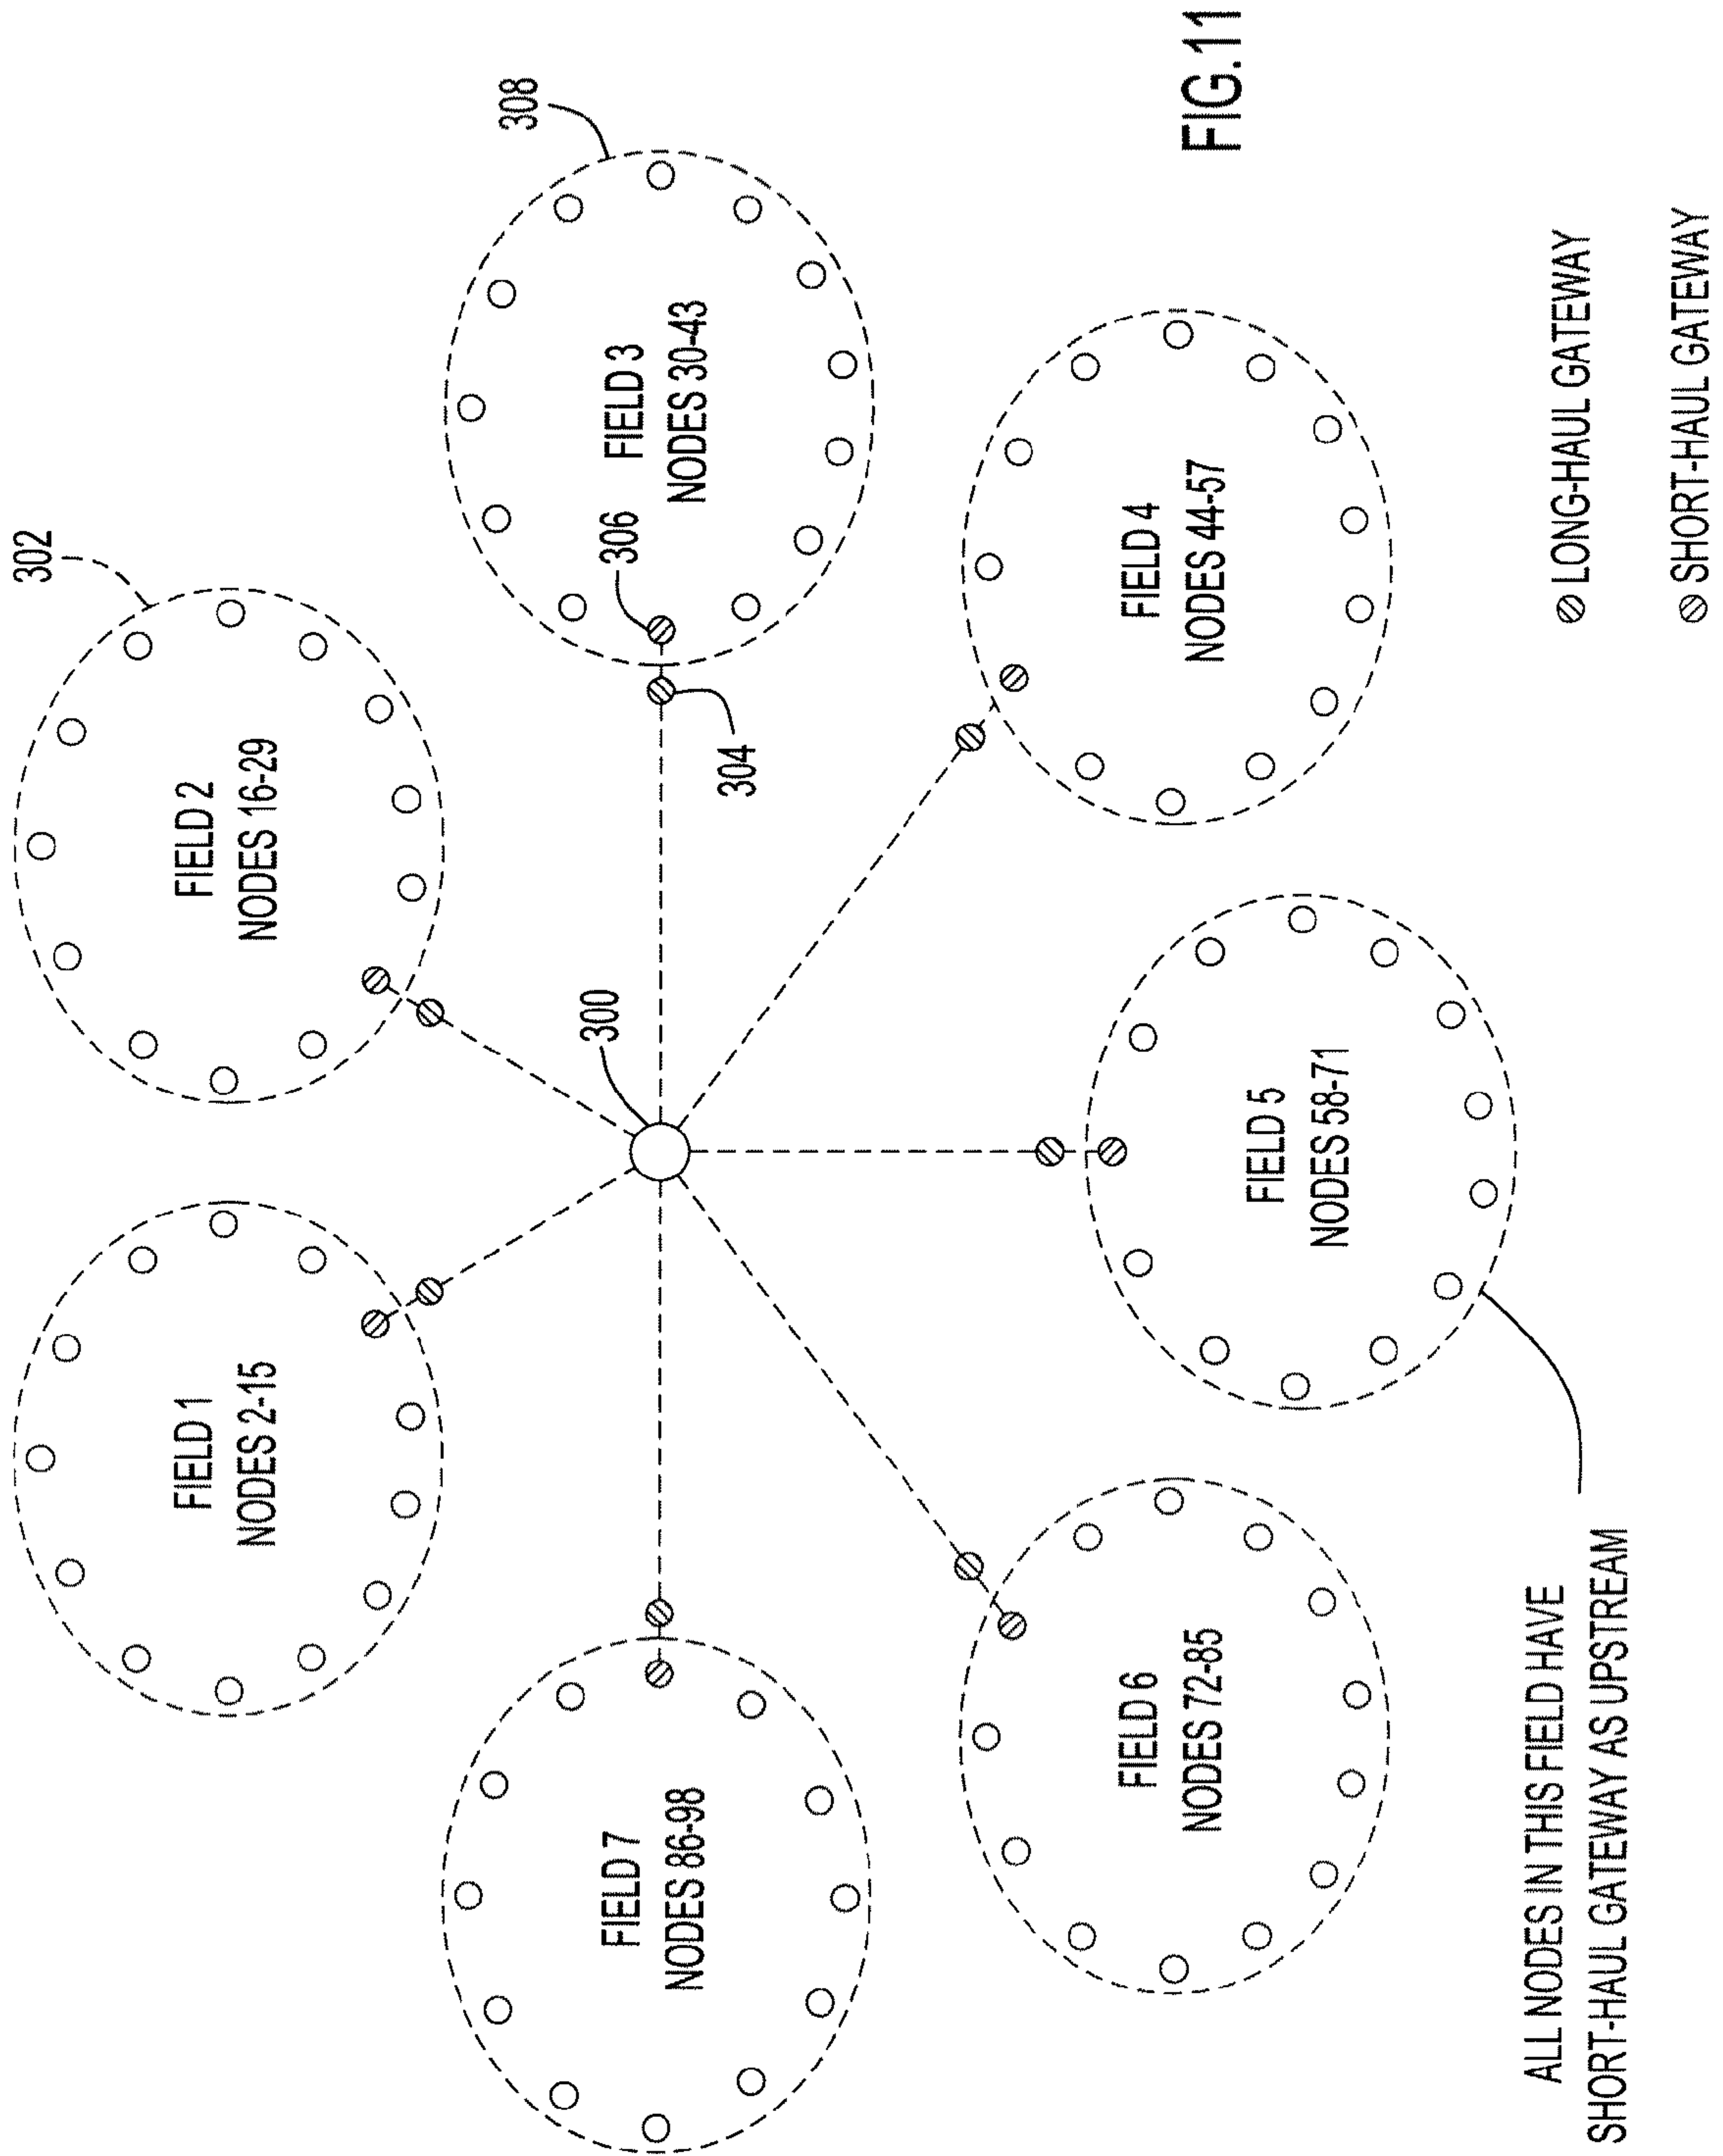 302
308
FIELD 1
NODES 2-15
FIELD 2
NODES 16-29
FIELD 7
NODES 86-98
300
304
306
FIELD 3
NODES 30-43
FIELD 6
NODES 72-85
FIELD 5
NODES 58-71
FIELD 4
NODES 44-57
FIG.11
ALL NODES IN THIS FIELD HAVE
SHORT-HAUL GATEWAY AS UPSTREAM
LONG-HAUL GATEWAY
SHORT-HAUL GATEWAY